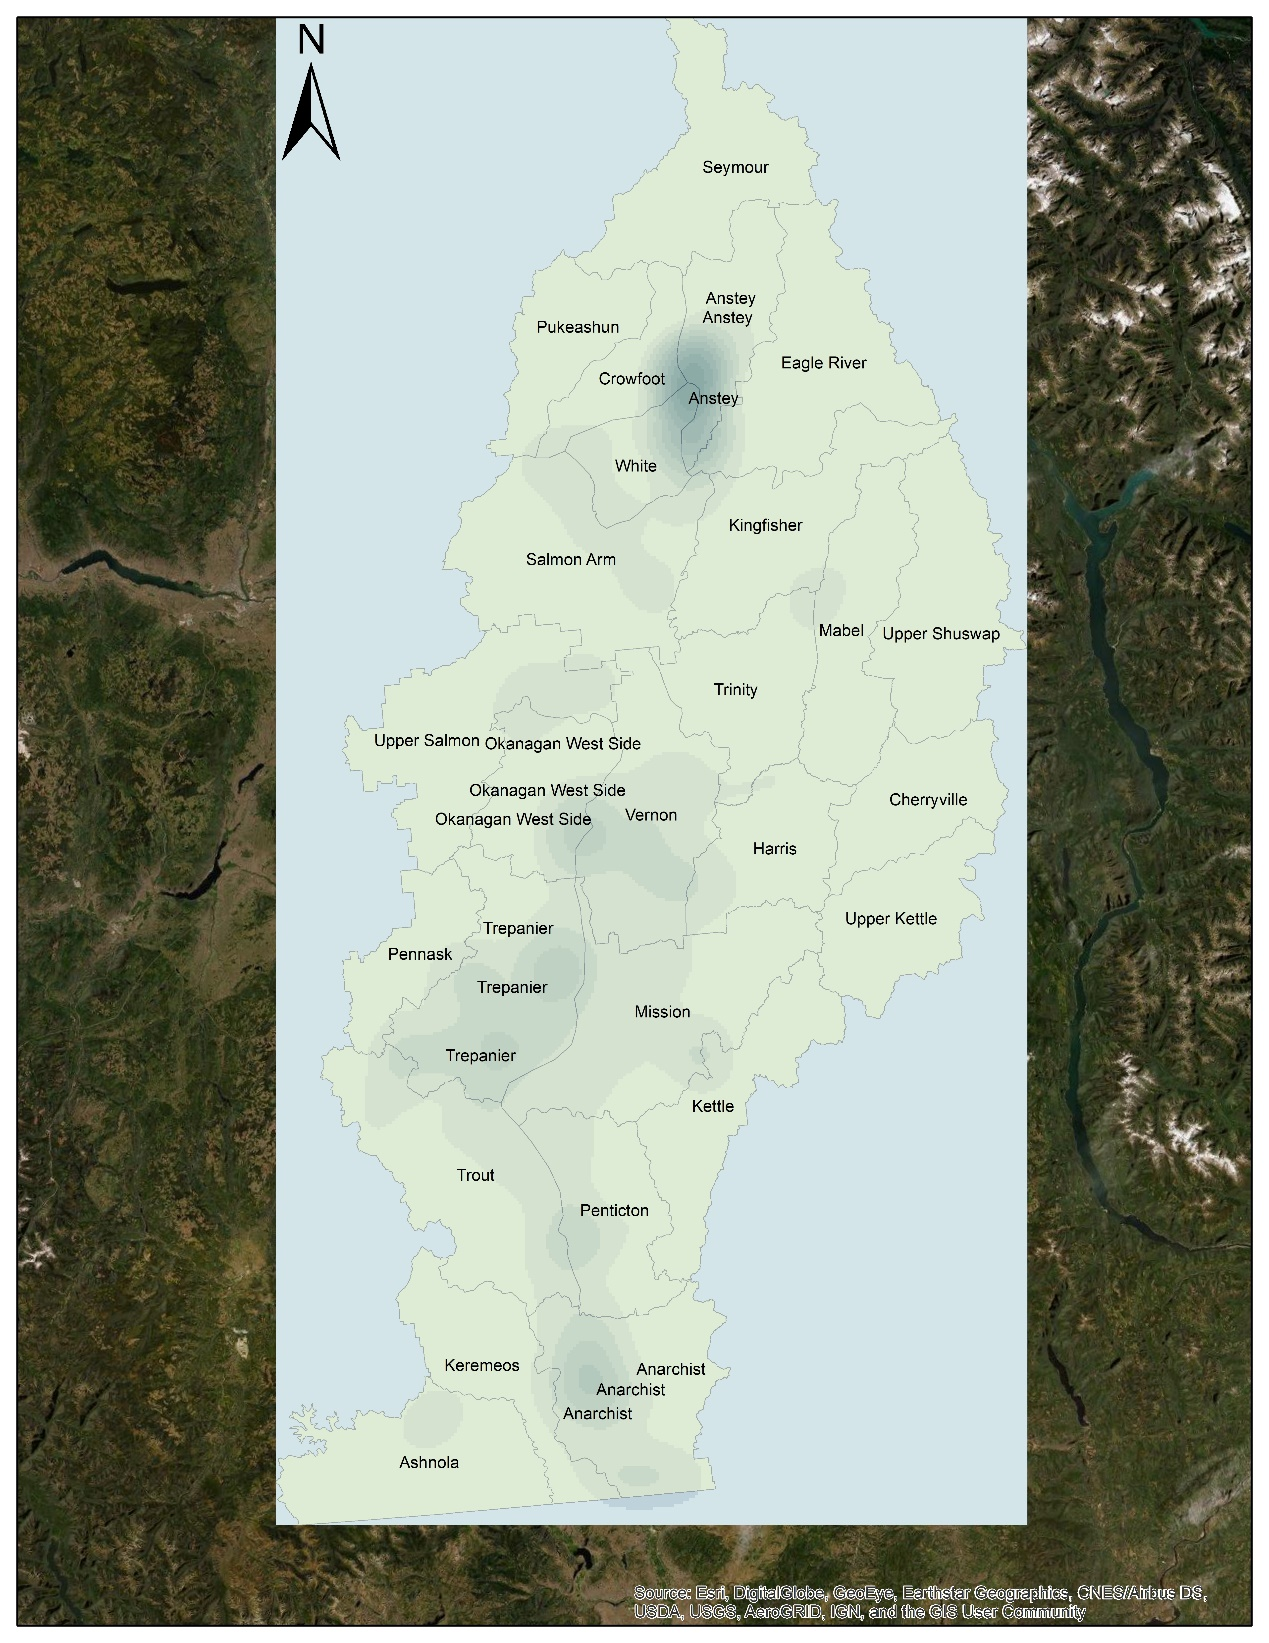 N
Seymour
Anstey
Anstey
Pukeashun
Eagle River
Crowfoot
Anstey
White
Kingfisher
Salmon Arm
Mabel
Upper Shuswap
Trinity
Upper Salmon
Okanagan West Side
Okanagan West Side
Cherryville
Vernon
Okanagan West Side
Harris
Upper Kettle
Trepanier
Pennask
Trepanier
Mission
Trepanier
Kettle
Trout
Penticton
Keremeos
Anarchist
Anarchist
Anarchist
Ashnola
Source: Esri, DigitalGlobe, GeoEye, Earthstar Geographics, CNES/Airbus DS,
USDA, USGS, AeroGRID, IGN, and the GIS User Community